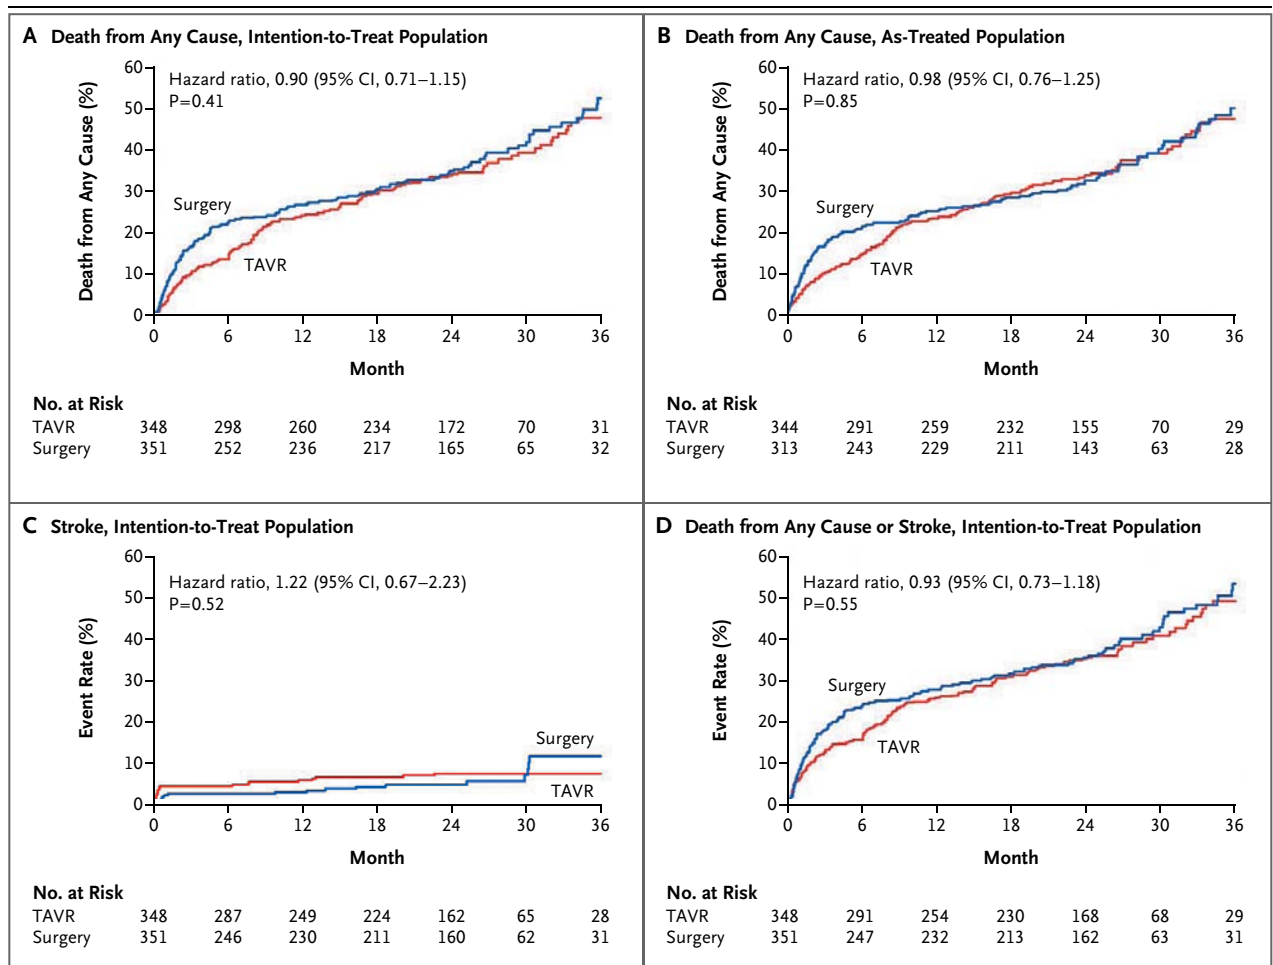 A Death from Any Cause, Intention-to-Treat Population
Hazard ratio, 0.90 (95% CI, 0.71–1.15)
P=0.41
Death from Any Cause (%)
60
50
40
30
20
10
0
Surgery
TAVR
0 6 12 18 24 30 36
Month
No. at Risk
TAVR 348 298 260 234 172 70 31
Surgery 351 252 236 217 165 65 32
B Death from Any Cause, As-Treated Population
Hazard ratio, 0.98 (95% CI, 0.76–1.25)
P=0.85
Death from Any Cause (%)
60
50
40
30
20
10
0
Surgery
TAVR
0 6 12 18 24 30 36
Month
No. at Risk
TAVR 344 291 259 232 155 70 29
Surgery 313 243 229 211 143 63 28
C Stroke, Intention-to-Treat Population
Hazard ratio, 1.22 (95% CI, 0.67–2.23)
P=0.52
Event Rate (%)
60
50
40
30
20
10
0
Surgery
TAVR
0 6 12 18 24 30 36
Month
No. at Risk
TAVR 348 287 249 224 162 65 28
Surgery 351 246 230 211 160 62 31
D Death from Any Cause or Stroke, Intention-to-Treat Population
Hazard ratio, 0.93 (95% CI, 0.73–1.18)
P=0.55
Event Rate (%)
60
50
40
30
20
10
0
Surgery
TAVR
0 6 12 18 24 30 36
Month
No. at Risk
TAVR 348 291 254 230 168 68 29
Surgery 351 247 232 213 162 63 31